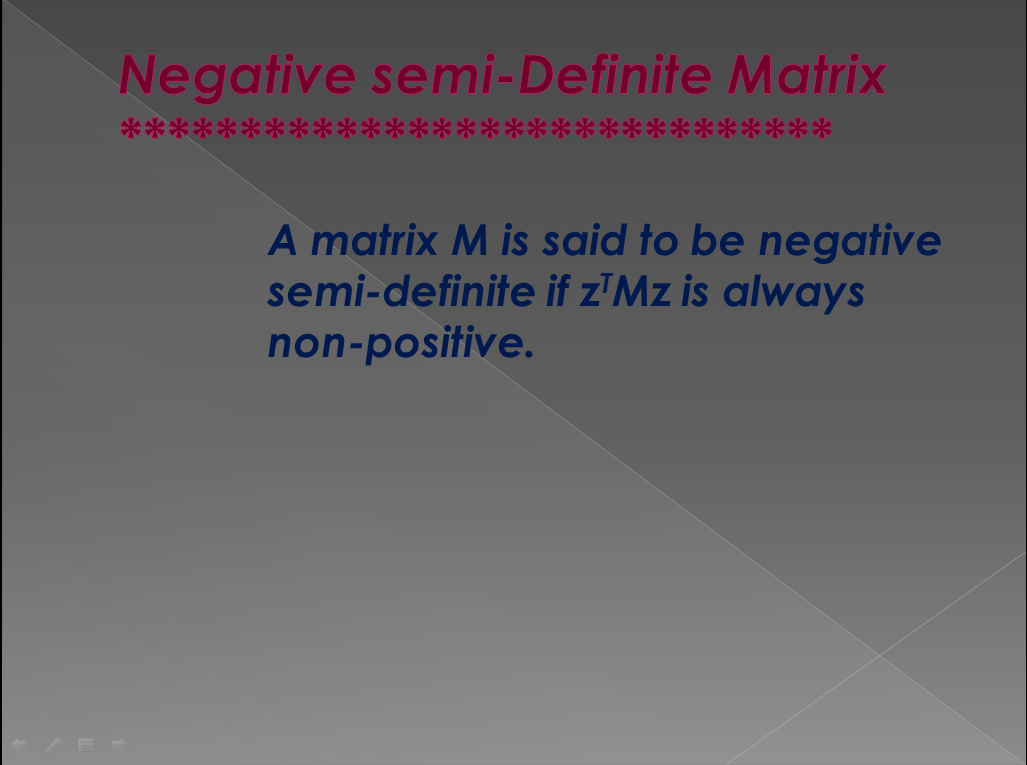 Negative semi-Definite Matrix
******************************
A matrix M is said to be negative
semi-definite if zᵀMz is always
non-positive.